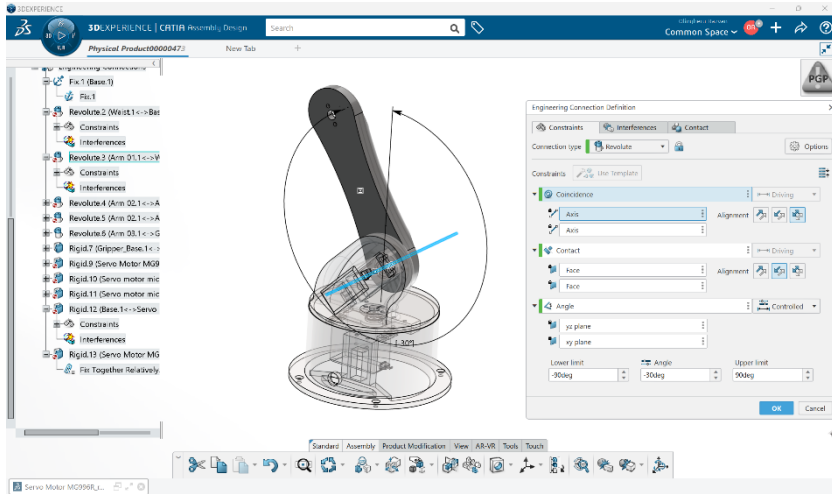 3DEXPERIENCE
3DEXPERIENCE | CATIA Assembly Design
Search
Common Space
OR
+
Physical Product00000473
New Tab
+
V.R
PGP
Engineering Connections
Fix.1 (Base.1)
Fix.1
Revolute.2 (Waist.1<->Bas
Constraints
Interferences
Revolute.3 (Arm 01.1<->W
Constraints
Interferences
Revolute.4 (Arm 02.1<->A
Revolute.5 (Arm 02.1<->A
Revolute.6 (Arm 03.1<->G
Rigid.7 (Gripper_Base.1<->
Rigid.9 (Servo Motor MG9
Rigid.10 (Servo motor mic
Rigid.11 (Servo motor mic
Rigid.12 (Base.1<->Servo
Constraints
Interferences
Rigid.13 (Servo Motor MG
Fix Together Relatively.
Engineering Connection Definition
Constraints
Interferences
Contact
Connection type
Revolute
Options
Constraints
Use Template
Coincidence
Driving
Axis
Alignment
Axis
Contact
Driving
Face
Alignment
Face
Angle
Controlled
yz plane
xy plane
Lower limit
Angle
Upper limit
-90deg
-30deg
90deg
OK
Cancel
Standard
Assembly
Product Modification
View
AR-VR
Tools
Touch